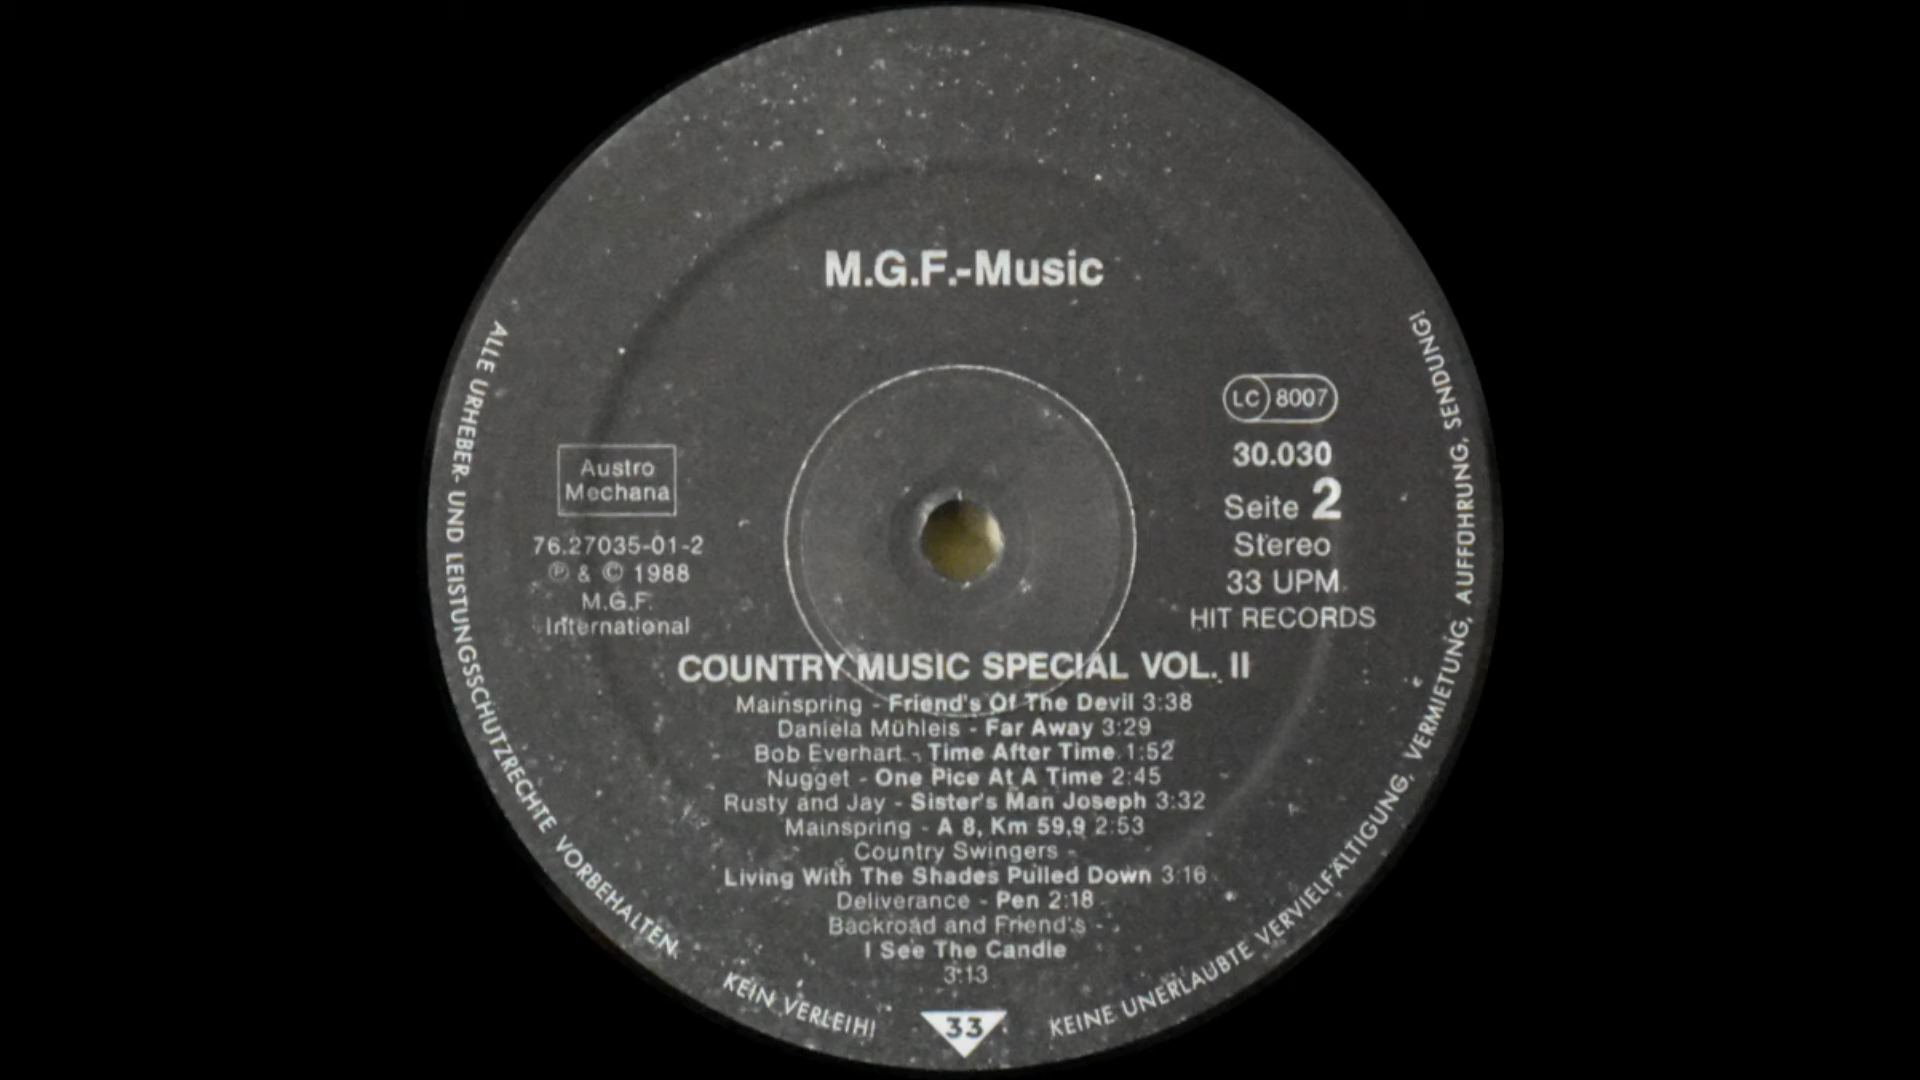 M.G.F.-Music
LC 8007
30.030
Seite 2
Stereo
33 UPM
HIT RECORDS
Austro
Mechana
76.27035-01-2
℗ & © 1988
M.G.F.
International
COUNTRY MUSIC SPECIAL VOL. II
Mainspring - Friend's Of The Devil 3:38
Daniela Mühleis - Far Away 3:29
Bob Everhart - Time After Time 1:52
Nugget - One Pice At A Time 2:45
Rusty and Jay - Sister's Man Joseph 3:32
Mainspring - A 8, Km 59,9 2:53
Country Swingers -
Living With The Shades Pulled Down 3:16
Deliverance - Pen 2:18
Backroad and Friend's -
I See The Candle
3:13
ALLE URHEBER- UND LEISTUNGSSCHUTZRECHTE VORBEHALTEN.
KEIN VERLEIH!
33
KEINE UNERLAUBTE VERVIELFÄLTIGUNG, VERMIETUNG, AUFFÜHRUNG, SENDUNG!